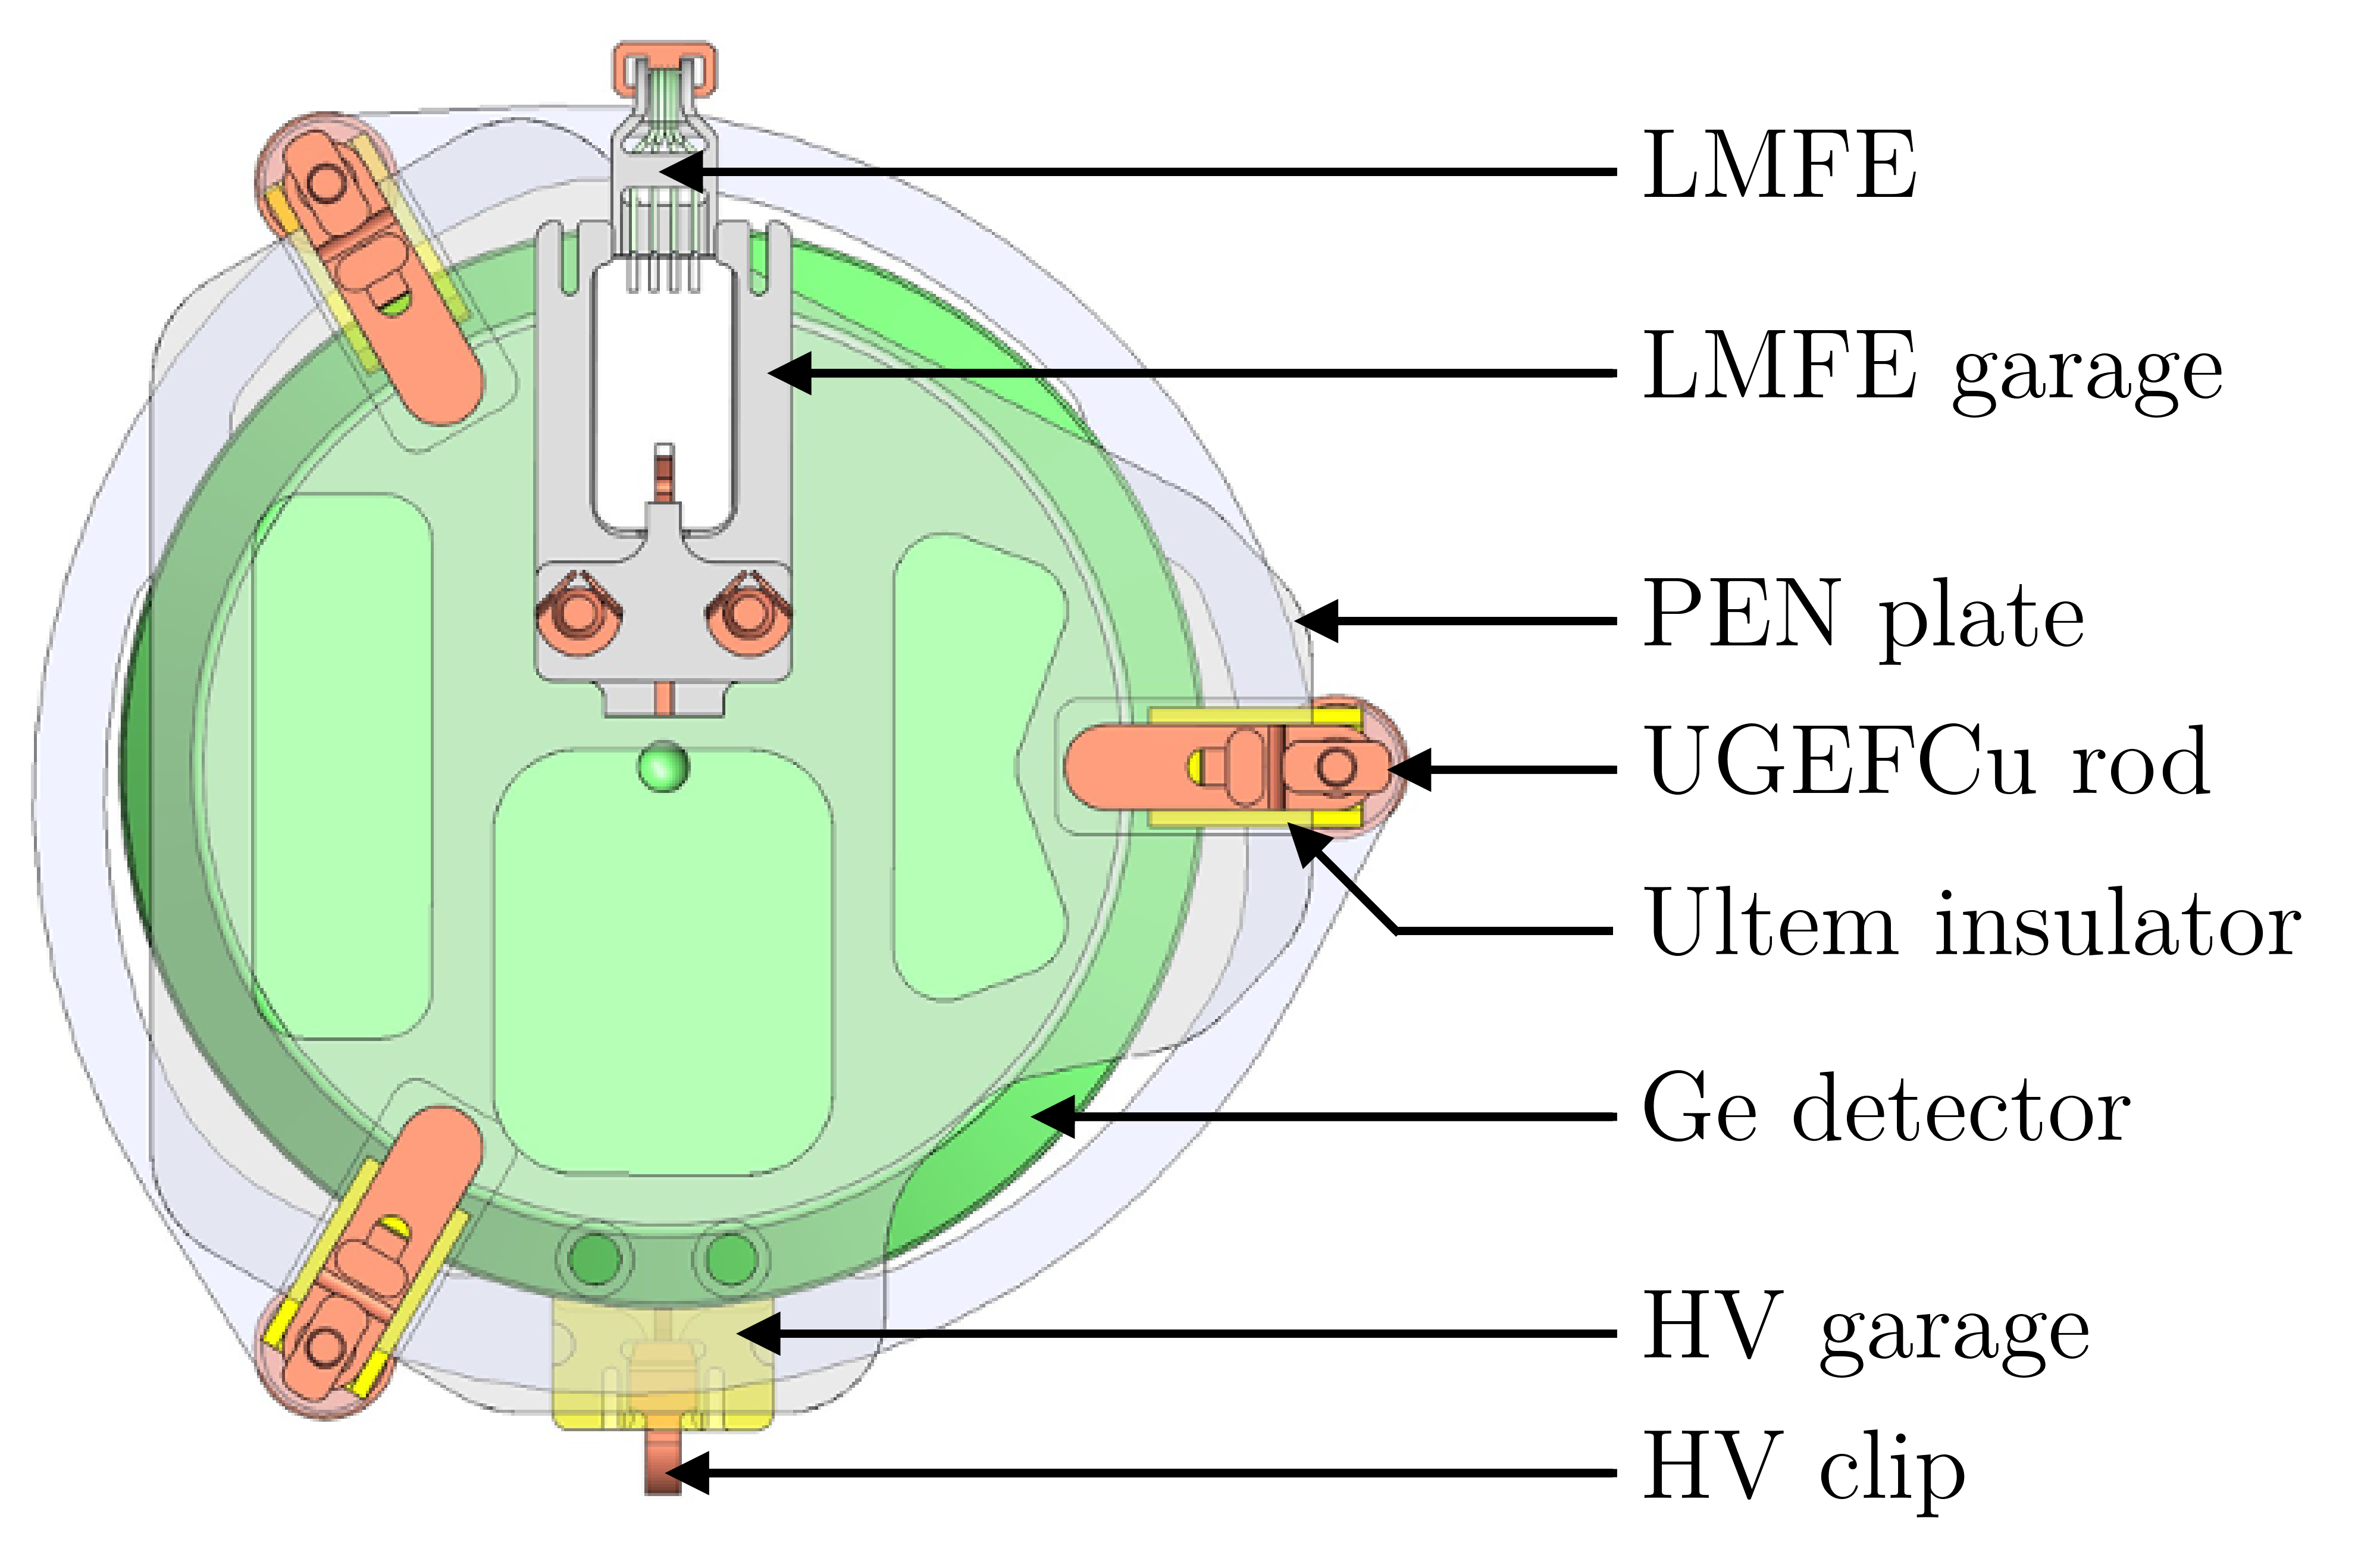 LMFE
LMFE garage
PEN plate
UGEFCu rod
Ultem insulator
Ge detector
HV garage
HV clip